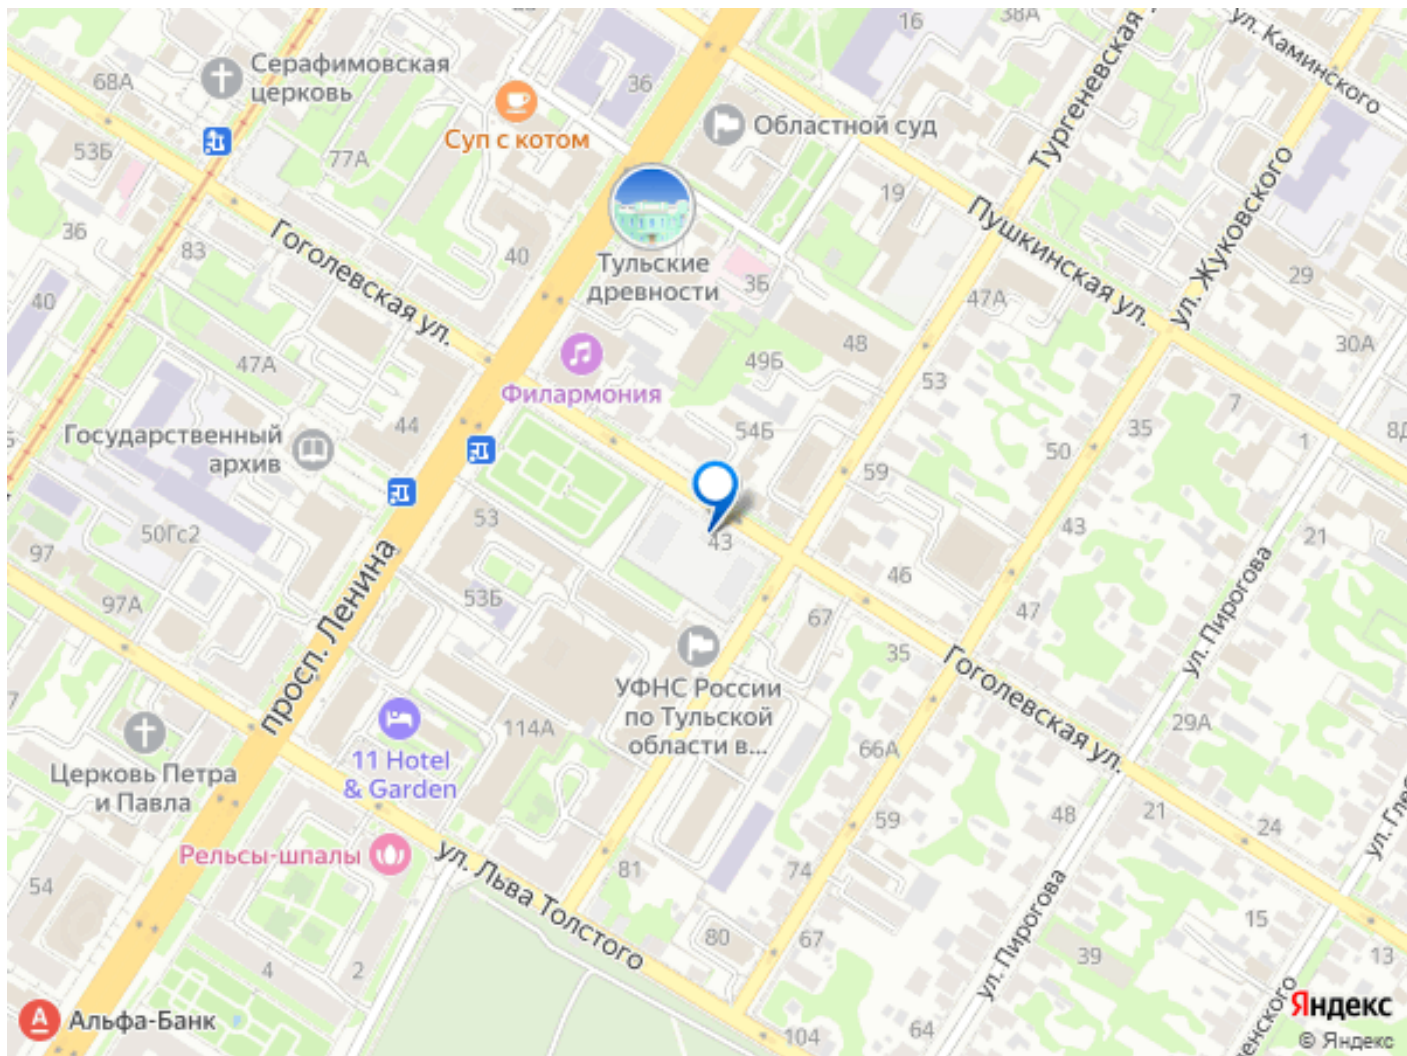 16
38А
ул. Каминского
Серафимовская
церковь
68А
36
Суп с котом
Областной суд
Тургеневская
53Б
77А
19
Пушкинская ул.
ул. Жуковского
36
83
Гоголевская ул.
40
Тульские
древности
3Б
29
40
47А
47А
48
49Б
30А
Филармония
53
7
44
54Б
35
1
8Д
Государственный
архив
50
59
53
43
50Гс2
43
21
97
просп. Ленина
46
97А
53Б
67
47
ул. Пирогова
35
УФНС России
по Тульской
области в...
Гоголевская ул.
114А
29А
66А
11 Hotel
& Garden
Церковь Петра
и Павла
48
21
24
59
Рельсы-шпалы
ул. Льва Толстого
81
74
54
ул. Пирогова
15
80
67
39
13
4
2
Альфа-Банк
104
64
Яндекс
© Яндекс